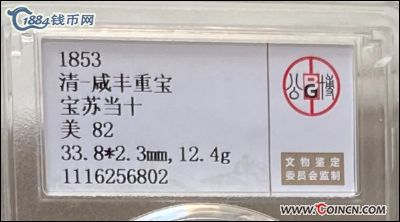 1884钱币网
1853
清-咸丰重宝
宝苏当十
美 82
33.8*2.3mm,12.4g
1116256802
公 BG 博
文物鉴定
委员会监制
www.COINCN.com